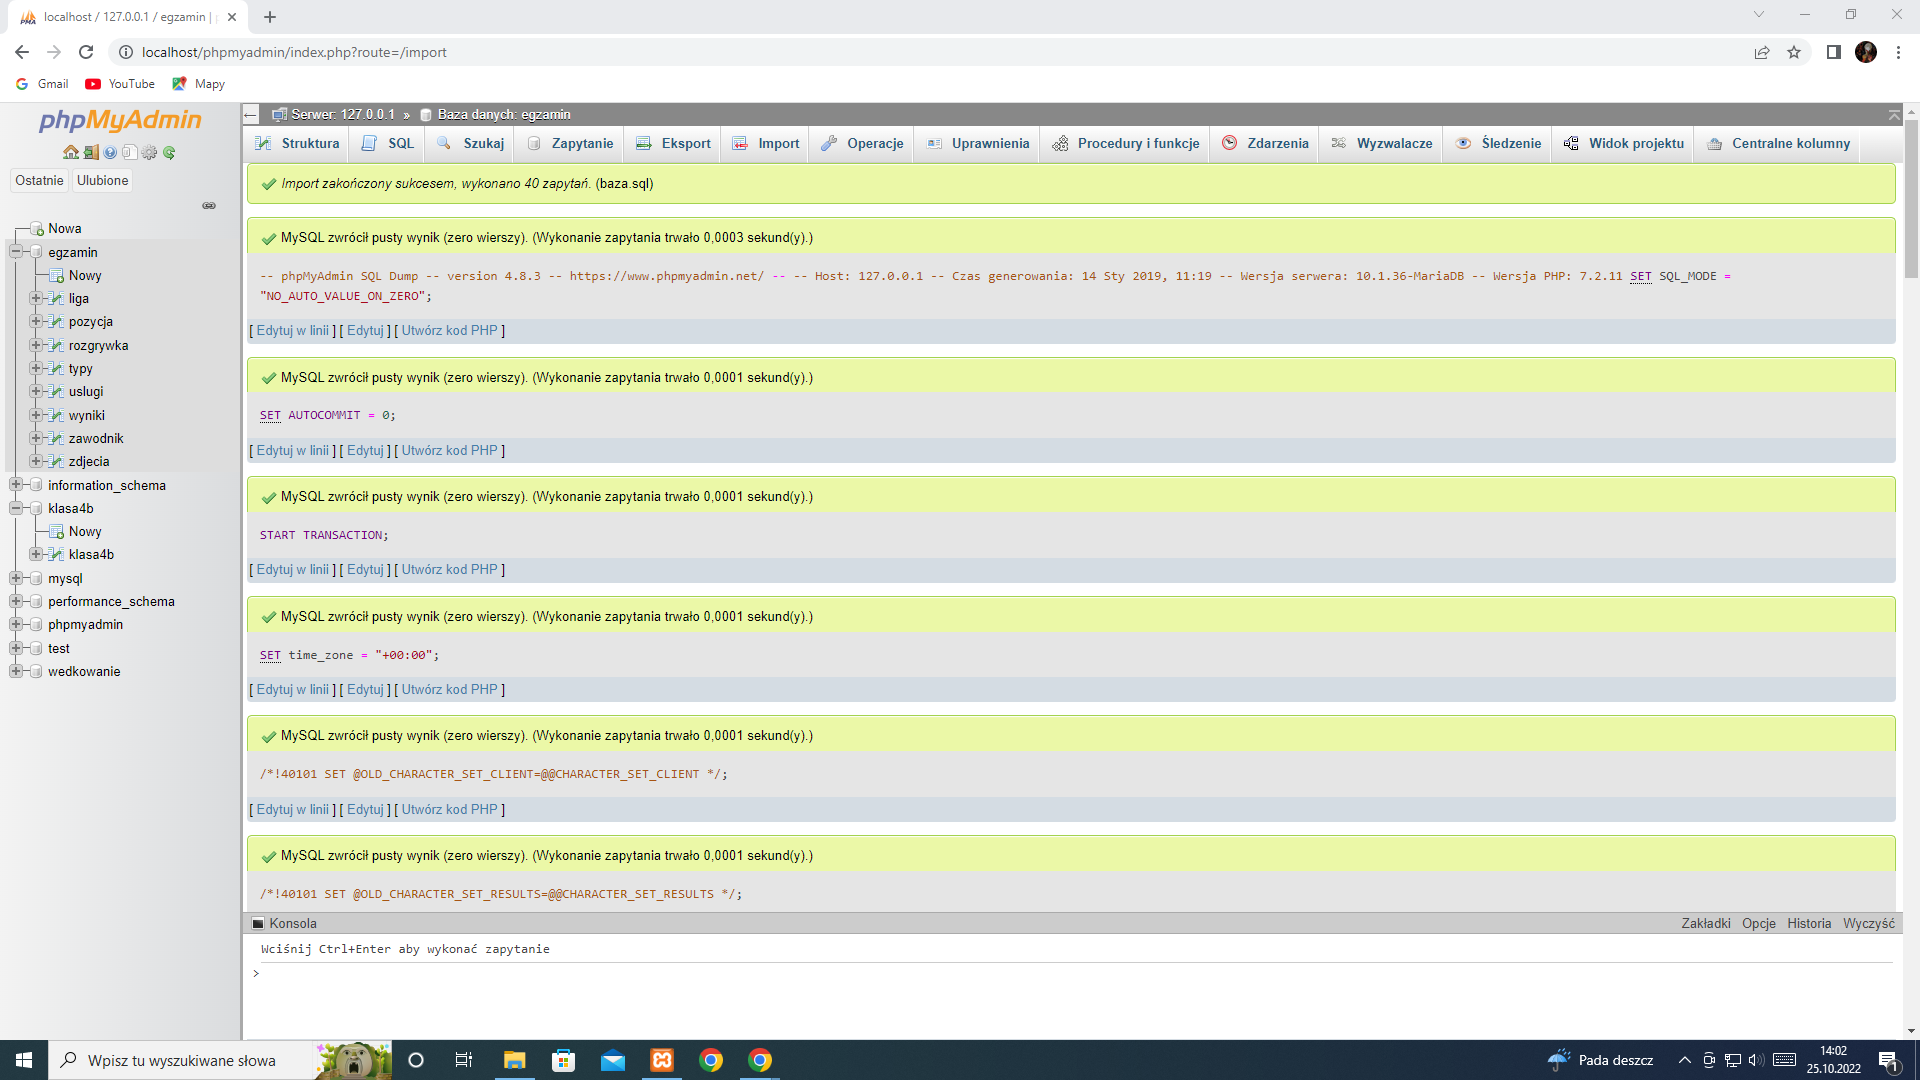 localhost / 127.0.0.1 / egzamin |
localhost/phpmyadmin/index.php?route=/import
Gmail YouTube Mapy
phpMyAdmin
Ostatnie Ulubione
Nowa
egzamin
Nowy
liga
pozycja
rozgrywka
typy
uslugi
wyniki
zawodnik
zdjecia
information_schema
klasa4b
Nowy
klasa4b
mysql
performance_schema
phpmyadmin
test
wedkowanie
Serwer: 127.0.0.1 » Baza danych: egzamin
Struktura SQL Szukaj Zapytanie Eksport Import Operacje Uprawnienia Procedury i funkcje Zdarzenia Wyzwalacze Śledzenie Widok projektu Centralne kolumny
Import zakończony sukcesem, wykonano 40 zapytań. (baza.sql)
MySQL zwrócił pusty wynik (zero wierszy). (Wykonanie zapytania trwało 0,0003 sekund(y).)
-- phpMyAdmin SQL Dump -- version 4.8.3 -- https://www.phpmyadmin.net/ -- -- Host: 127.0.0.1 -- Czas generowania: 14 Sty 2019, 11:19 -- Wersja serwera: 10.1.36-MariaDB -- Wersja PHP: 7.2.11 SET SQL_MODE =
"NO_AUTO_VALUE_ON_ZERO";
[ Edytuj w linii ] [ Edytuj ] [ Utwórz kod PHP ]
MySQL zwrócił pusty wynik (zero wierszy). (Wykonanie zapytania trwało 0,0001 sekund(y).)
SET AUTOCOMMIT = 0;
[ Edytuj w linii ] [ Edytuj ] [ Utwórz kod PHP ]
MySQL zwrócił pusty wynik (zero wierszy). (Wykonanie zapytania trwało 0,0001 sekund(y).)
START TRANSACTION;
[ Edytuj w linii ] [ Edytuj ] [ Utwórz kod PHP ]
MySQL zwrócił pusty wynik (zero wierszy). (Wykonanie zapytania trwało 0,0001 sekund(y).)
SET time_zone = "+00:00";
[ Edytuj w linii ] [ Edytuj ] [ Utwórz kod PHP ]
MySQL zwrócił pusty wynik (zero wierszy). (Wykonanie zapytania trwało 0,0001 sekund(y).)
/*!40101 SET @OLD_CHARACTER_SET_CLIENT=@@CHARACTER_SET_CLIENT */;
[ Edytuj w linii ] [ Edytuj ] [ Utwórz kod PHP ]
MySQL zwrócił pusty wynik (zero wierszy). (Wykonanie zapytania trwało 0,0001 sekund(y).)
/*!40101 SET @OLD_CHARACTER_SET_RESULTS=@@CHARACTER_SET_RESULTS */;
Konsola Zakładki Opcje Historia Wyczyść
Wciśnij Ctrl+Enter aby wykonać zapytanie
>
Wpisz tu wyszukiwane słowa
Pada deszcz
14:02
25.10.2022
1